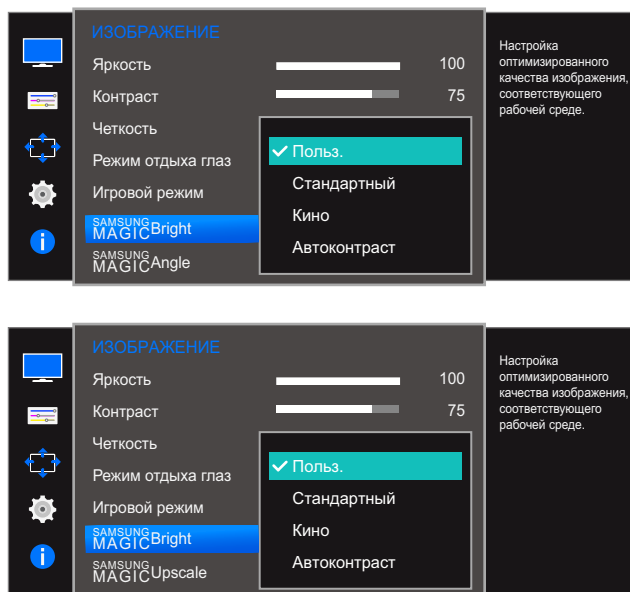 ИЗОБРАЖЕНИЕ
Яркость 100
Контраст 75
Четкость
Режим отдыха глаз
Игровой режим
SAMSUNG
MAGICBright
SAMSUNG
MAGICAngle
Польз.
Стандартный
Кино
Автоконтраст
Настройка
оптимизированного
качества изображения,
соответствующего
рабочей среде.
ИЗОБРАЖЕНИЕ
Яркость 100
Контраст 75
Четкость
Режим отдыха глаз
Игровой режим
SAMSUNG
MAGICBright
SAMSUNG
MAGICUpscale
Польз.
Стандартный
Кино
Автоконтраст
Настройка
оптимизированного
качества изображения,
соответствующего
рабочей среде.